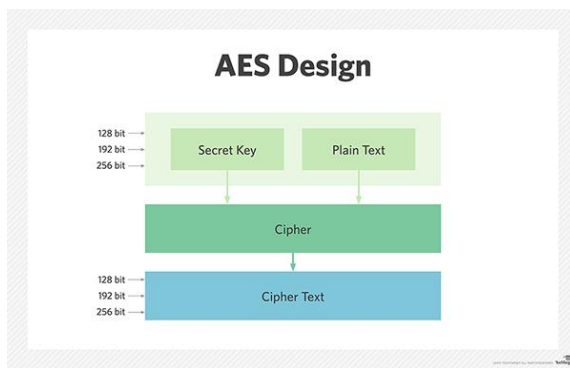 AES Design
128 bit
192 bit
256 bit
Secret Key
Plain Text
Cipher
128 bit
192 bit
256 bit
Cipher Text